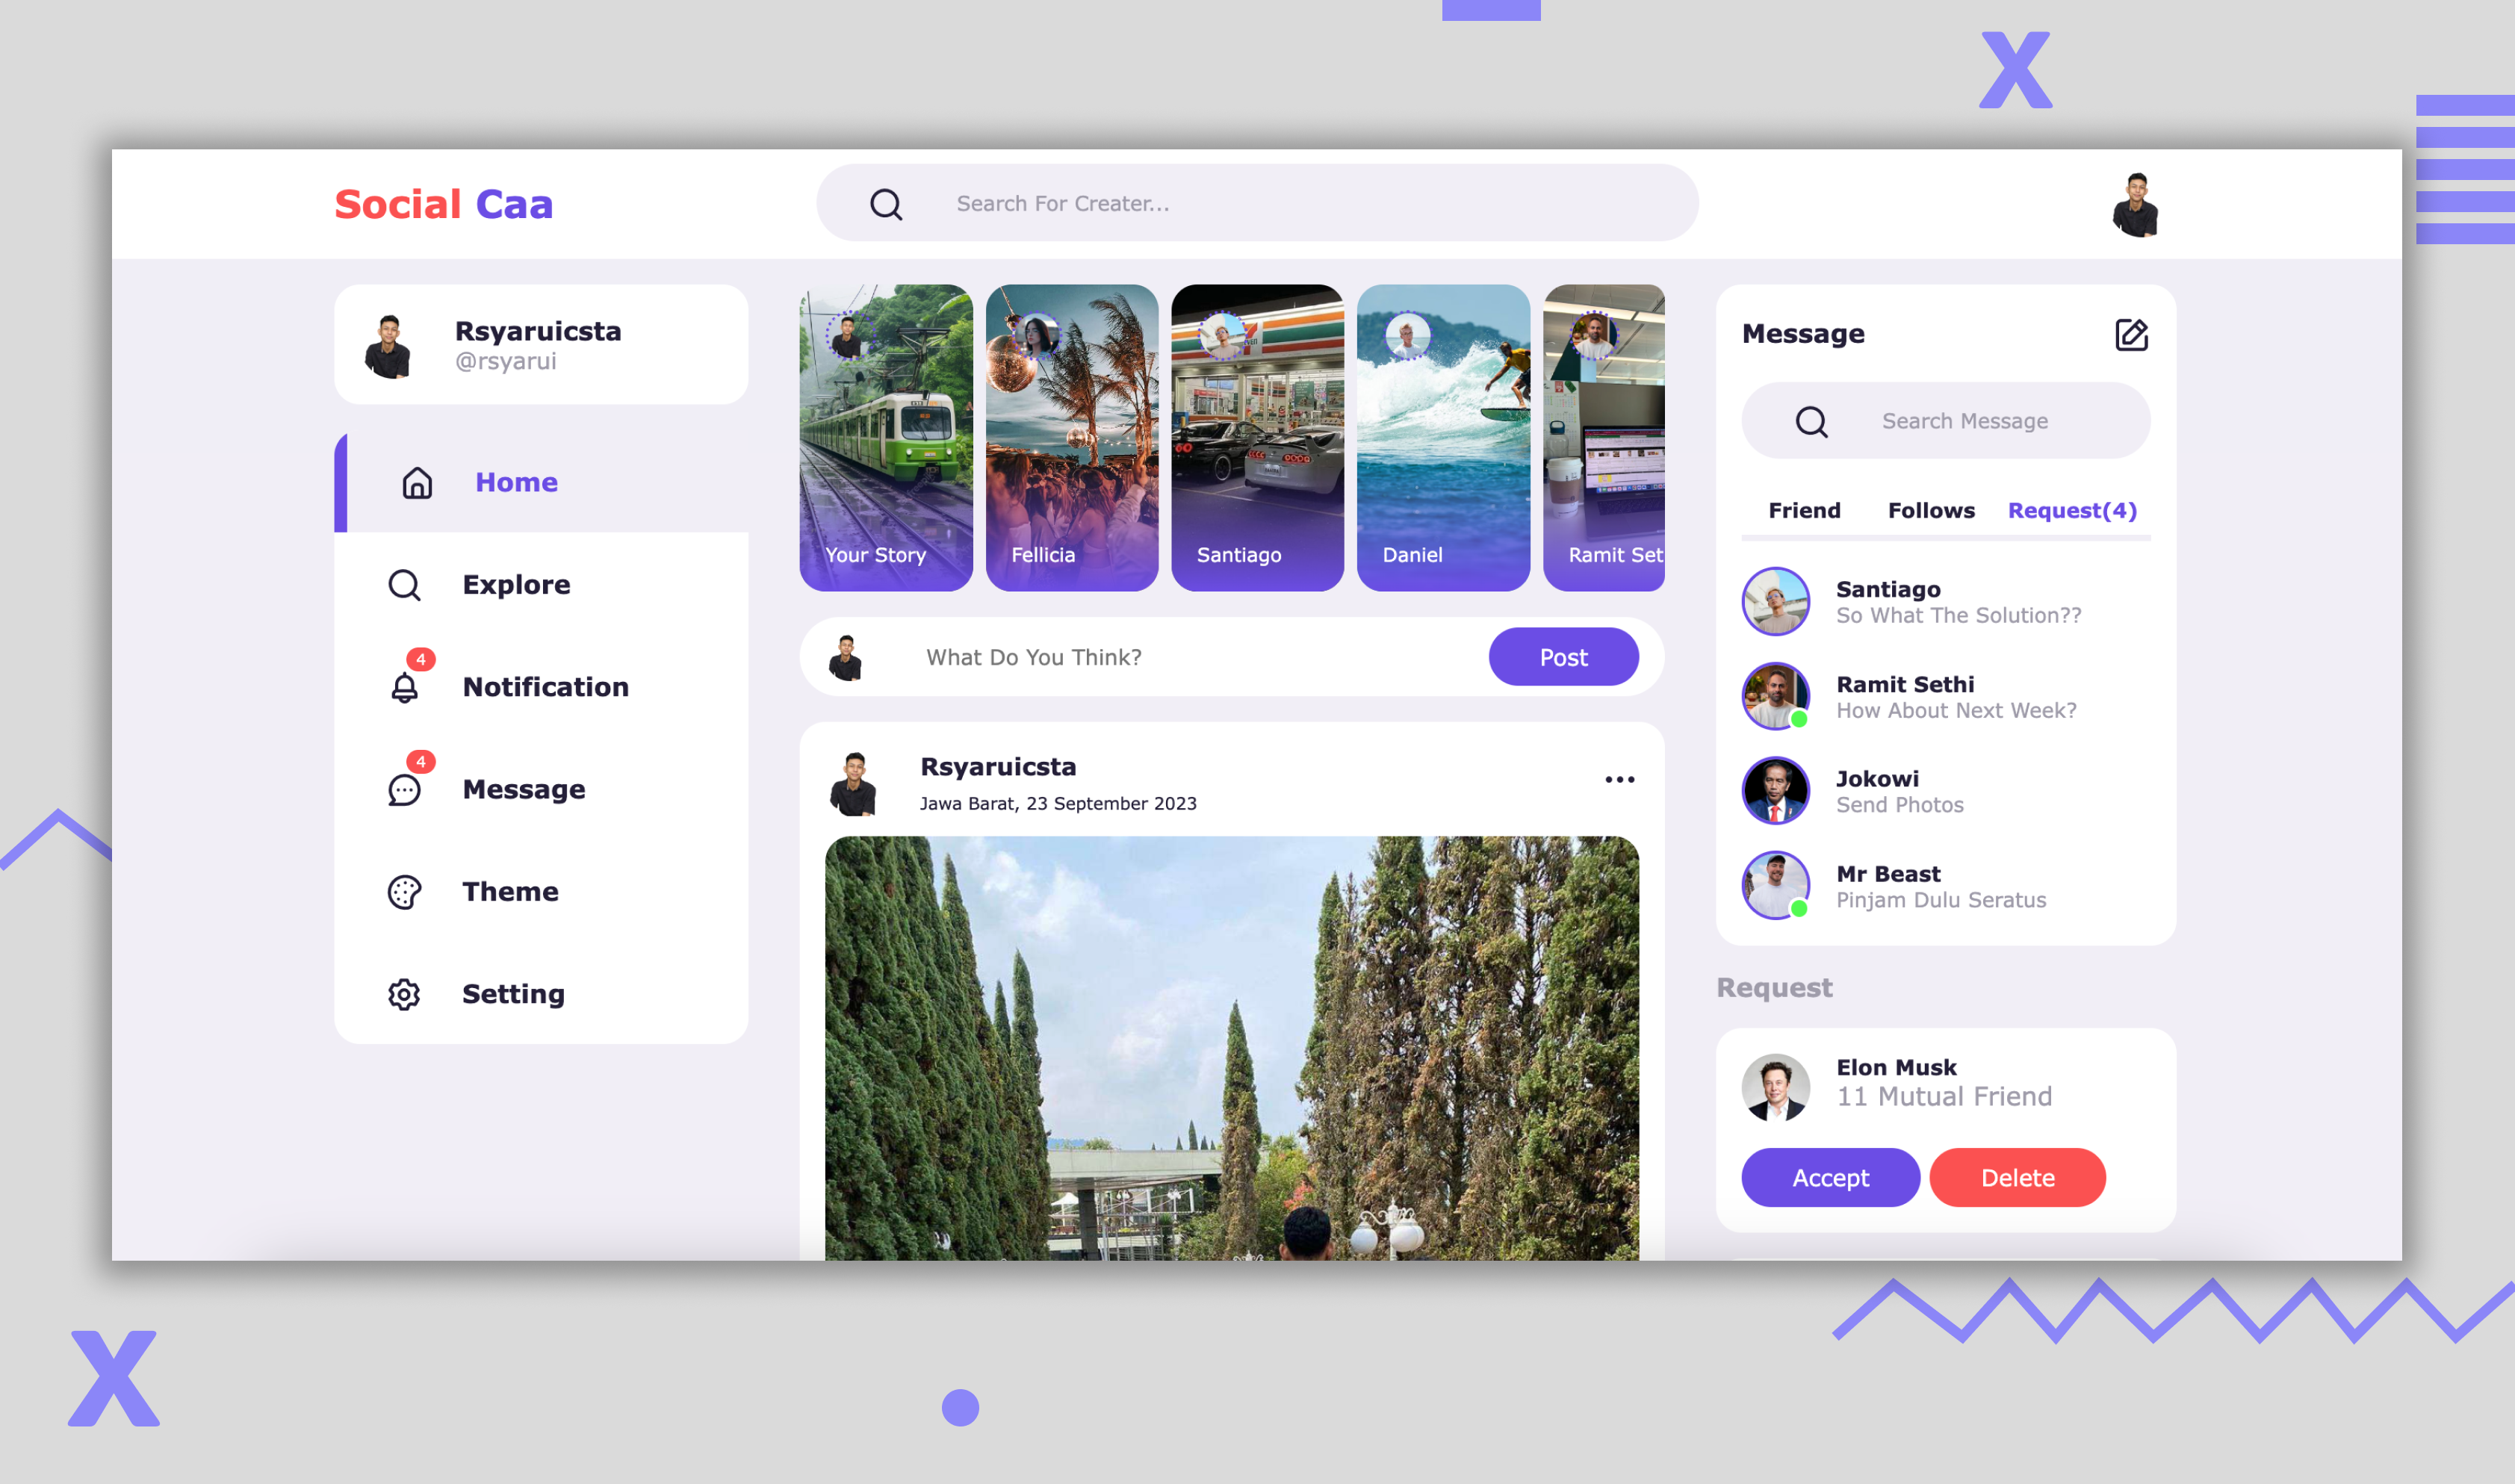 X
Social Caa
Search For Creater...
Rsyaruicsta
@rsyarui
Home
Explore
4
Notification
4
Message
Theme
Setting
Your Story
Fellicia
Santiago
Daniel
Ramit Set
What Do You Think?
Post
Rsyaruicsta
Jawa Barat, 23 September 2023
Message
Search Message
Friend Follows Request(4)
Santiago
So What The Solution??
Ramit Sethi
How About Next Week?
Jokowi
Send Photos
Mr Beast
Pinjam Dulu Seratus
Request
Elon Musk
11 Mutual Friend
Accept Delete
X